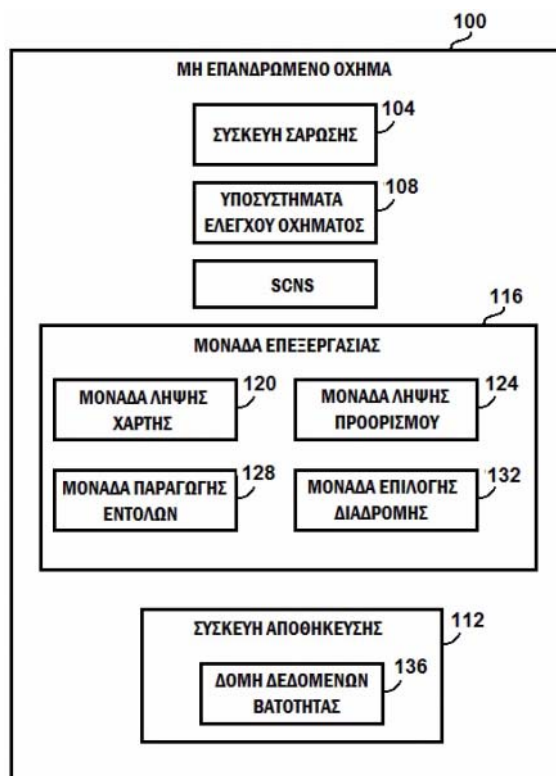 100
ΜΗ ΕΠΑΝΔΡΩΜΕΝΟ ΟΧΗΜΑ
104
ΣΥΣΚΕΥΗ ΣΑΡΩΣΗΣ
108
ΥΠΟΣΥΣΤΗΜΑΤΑ
ΕΛΕΓΧΟΥ ΟΧΗΜΑΤΟΣ
SCNS
116
ΜΟΝΑΔΑ ΕΠΕΞΕΡΓΑΣΙΑΣ
120
ΜΟΝΑΔΑ ΛΗΨΗΣ
ΧΑΡΤΗΣ
124
ΜΟΝΑΔΑ ΛΗΨΗΣ
ΠΡΟΟΡΙΣΜΟΥ
128
ΜΟΝΑΔΑ ΠΑΡΑΓΩΓΗΣ
ΕΝΤΟΛΩΝ
132
ΜΟΝΑΔΑ ΕΠΙΛΟΓΗΣ
ΔΙΑΔΡΟΜΗΣ
112
ΣΥΣΚΕΥΗ ΑΠΟΘΗΚΕΥΣΗΣ
136
ΔΟΜΗ ΔΕΔΟΜΕΝΩΝ
ΒΑΤΟΤΗΤΑΣ